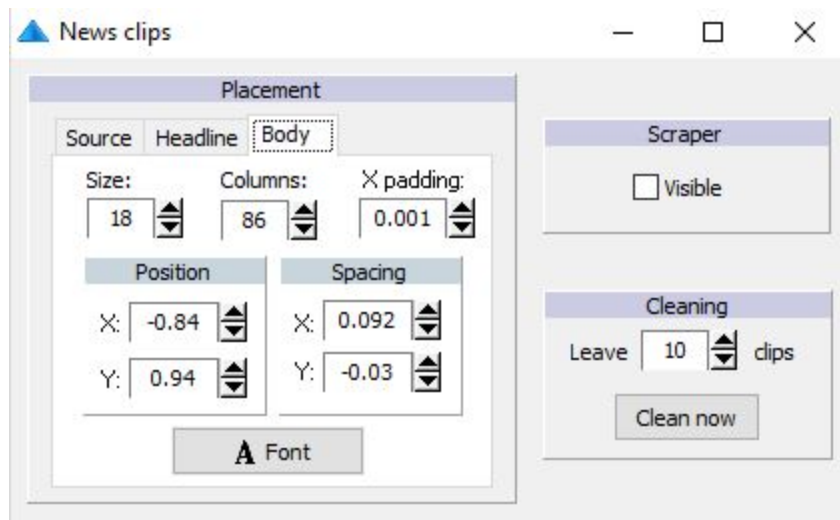 News clips
Placement
Source Headline Body
Size: Columns: X padding:
18 86 0.001
Position Spacing
X: -0.84 X: 0.092
Y: 0.94 Y: -0.03
A Font
Scraper
Visible
Cleaning
Leave 10 clips
Clean now